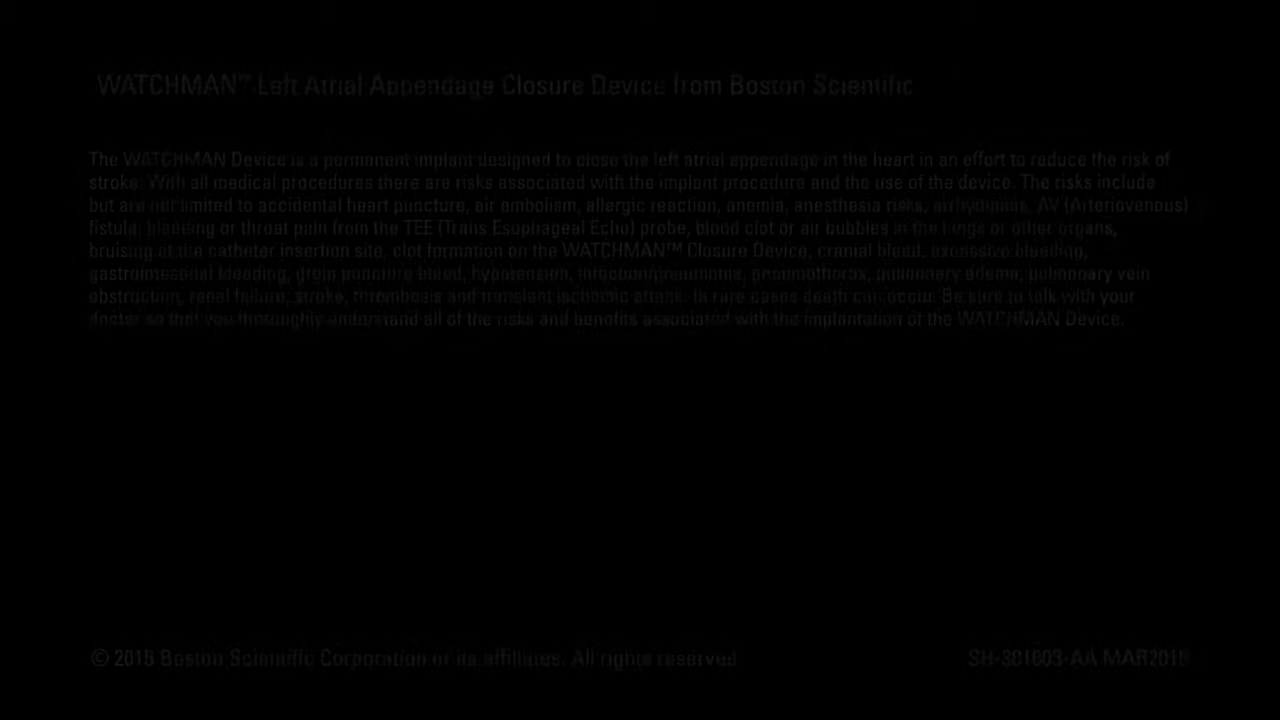 WATCHMAN™ Left Atrial Appendage Closure Device from Boston Scientific
The WATCHMAN Device is a permanent implant designed to close the left atrial appendage in the heart in an effort to reduce the risk of
stroke. With all medical procedures there are risks associated with the implant procedure and the use of the device. The risks include
but are not limited to accidental heart puncture, air embolism, allergic reaction, anemia, anesthesia risks, arrhythmias, AV (Arteriovenous)
fistula, bleeding or throat pain from the TEE (Trans Esophageal Echo) probe, blood clot or air bubbles in the lungs or other organs,
bruising at the catheter insertion site, clot formation on the WATCHMAN™ Closure Device, cranial bleed, excessive bleeding,
gastrointestinal bleeding, groin puncture bleed, hypotension, infection/pneumonia, pneumothorax, pulmonary edema, pulmonary vein
obstruction, renal failure, stroke, thrombosis and transient ischemic attack. In rare cases death can occur. Be sure to talk with your
doctor so that you thoroughly understand all of the risks and benefits associated with the implantation of the WATCHMAN Device.
© Boston Scientific Corporation or its affiliates. All rights reserved